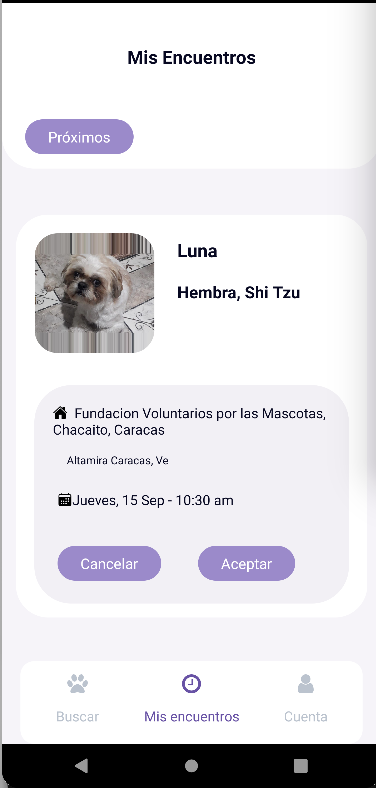 Mis Encuentros
Próximos
Luna
Hembra, Shi Tzu
Fundacion Voluntarios por las Mascotas,
Chacaito, Caracas
Altamira Caracas, Ve
Jueves, 15 Sep - 10:30 am
Cancelar
Aceptar
Buscar
Mis encuentros
Cuenta